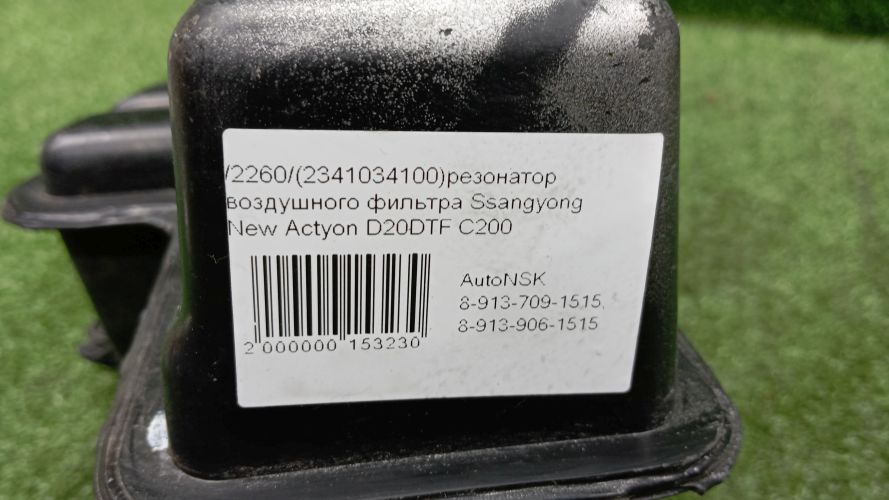 /2260/(2341034100)резонатор
воздушного фильтра Ssangyong
New Actyon D20DTF C200
AutoNSK
8-913-709-1515,
8-913-906-1515
2 000000 153230